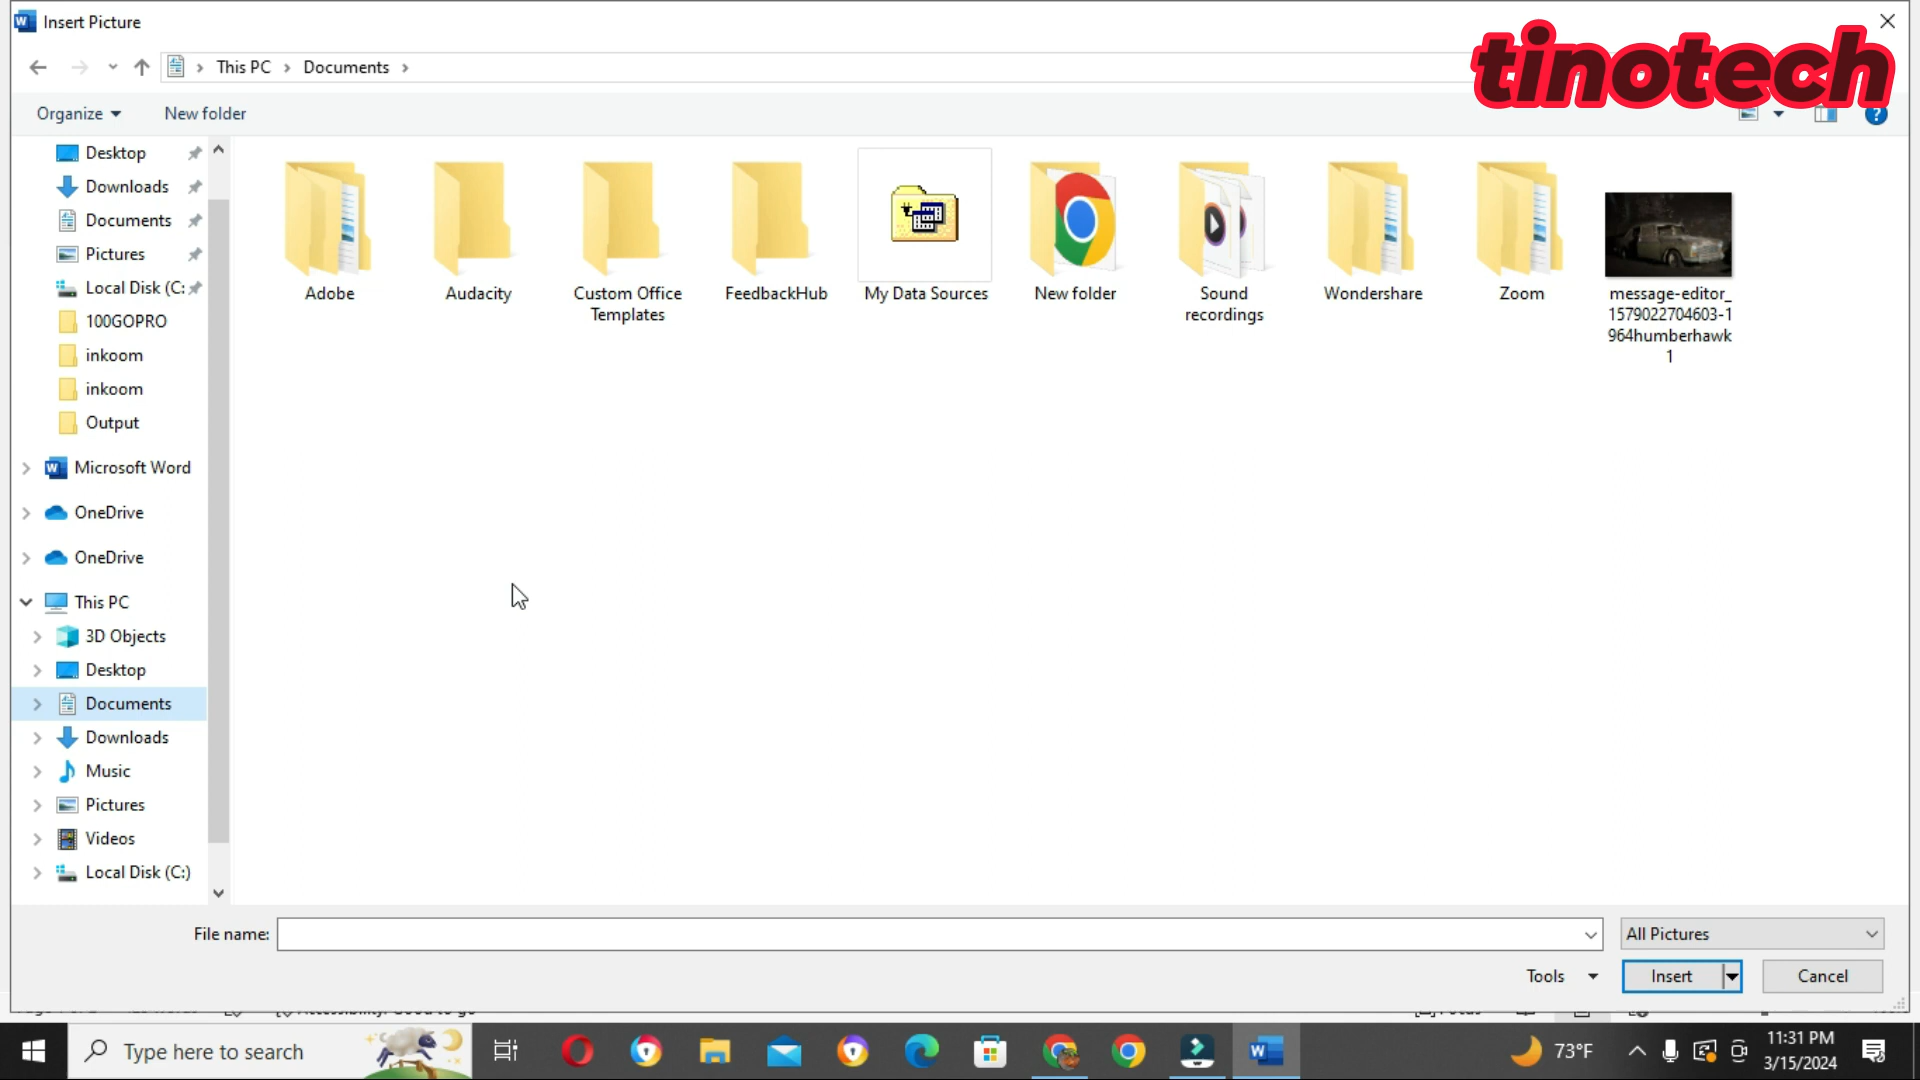 Insert Picture
tinotech
This PC
Documents
Organize
New folder
Desktop
Downloads
Documents
Pictures
Local Disk (C:
100GOPRO
inkoom
inkoom
Output
Microsoft Word
OneDrive
OneDrive
This PC
3D Objects
Desktop
Documents
Downloads
Music
Pictures
Videos
Local Disk (C:)
Adobe
Audacity
Custom Office
Templates
FeedbackHub
My Data Sources
New folder
Sound
recordings
Wondershare
Zoom
message-editor_
1579022704603-1
964humberhawk
1
File name:
All Pictures
Tools
Insert
Cancel
Type here to search
73°F
11:31 PM
3/15/2024